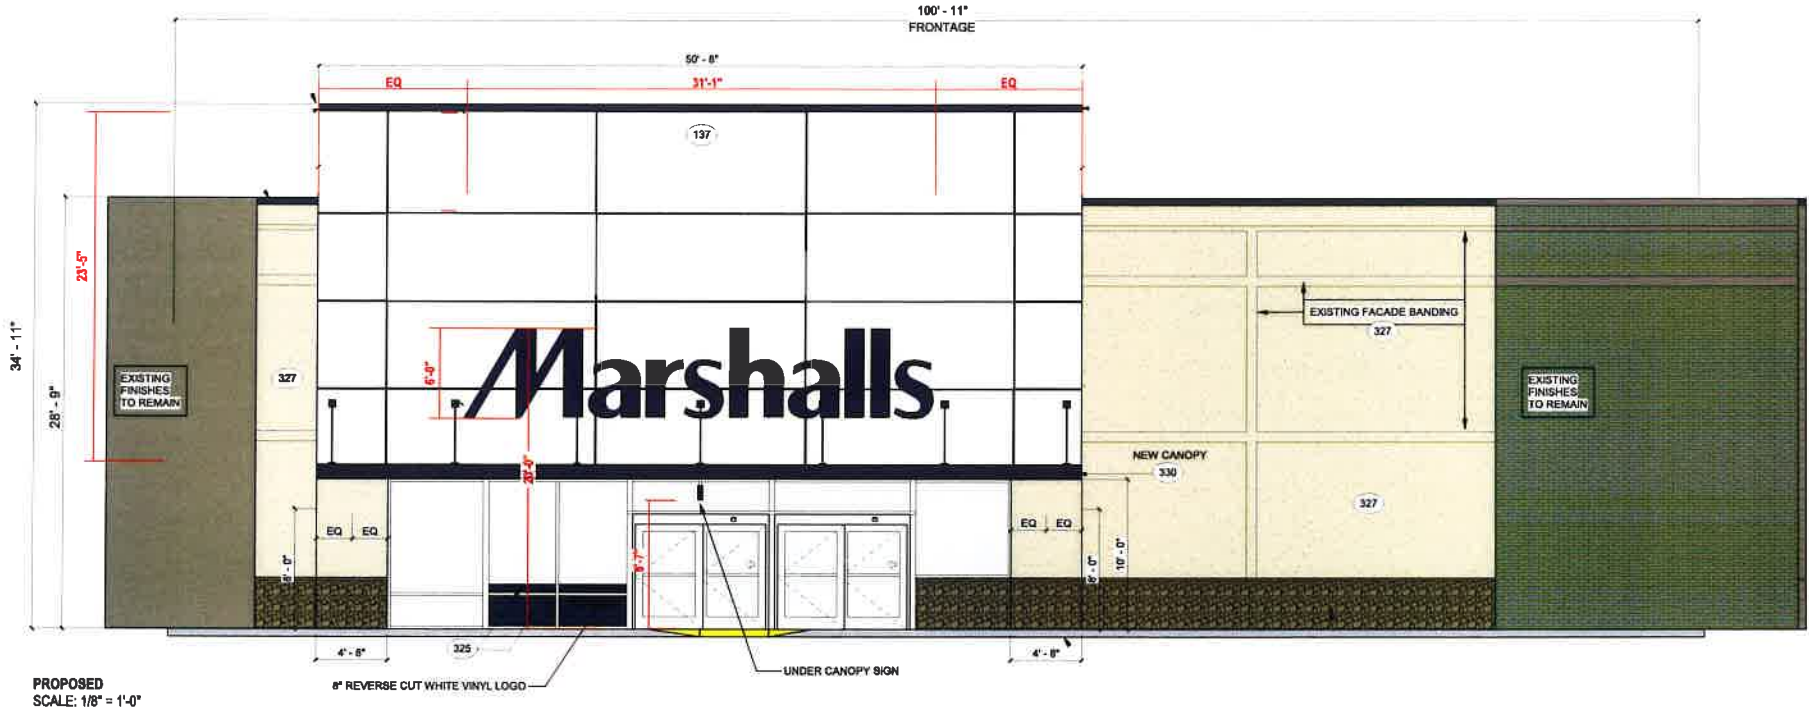 100' - 11"
FRONTAGE
50' - 8"
EQ
31'-1"
EQ
137
23'-5"
34' - 11"
28' - 9"
EXISTING
FINISHES
TO REMAIN
327
6'-0"
Marshalls
EXISTING FACADE BANDING
327
EXISTING
FINISHES
TO REMAIN
NEW CANOPY
330
20'-0"
327
EQ
EQ
EQ
EQ
8' - 0"
8'-7"
8' - 0"
10' - 0"
4' - 8"
325
4' - 8"
8" REVERSE CUT WHITE VINYL LOGO
UNDER CANOPY SIGN
PROPOSED
SCALE: 1/8" = 1'-0"